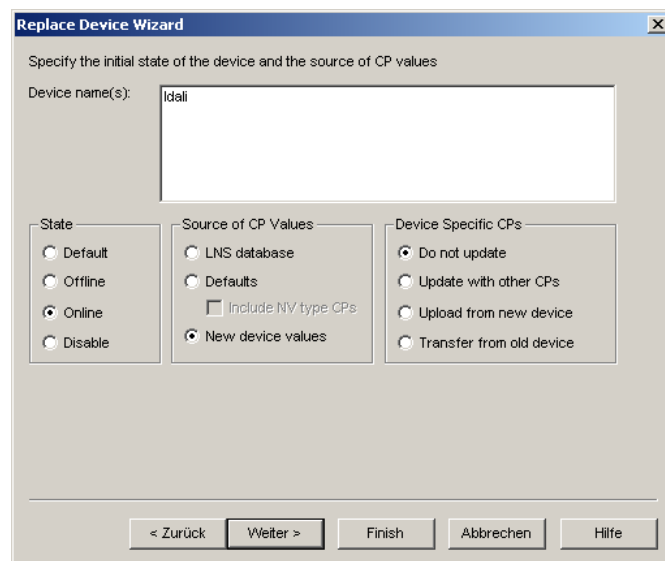 Replace Device Wizard
Specify the initial state of the device and the source of CP values
Device name(s):
ldali
State
Default
Offline
Online
Disable
Source of CP Values
LNS database
Defaults
Include NV type CPs
New device values
Device Specific CPs
Do not update
Update with other CPs
Upload from new device
Transfer from old device
< Zurück
Weiter >
Finish
Abbrechen
Hilfe